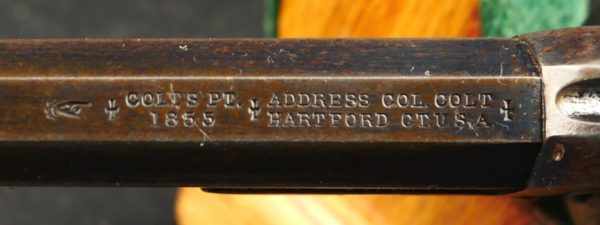 COLT'S PT.
1855
ADDRESS COL. COLT
HARTFORD CT U.S.A.